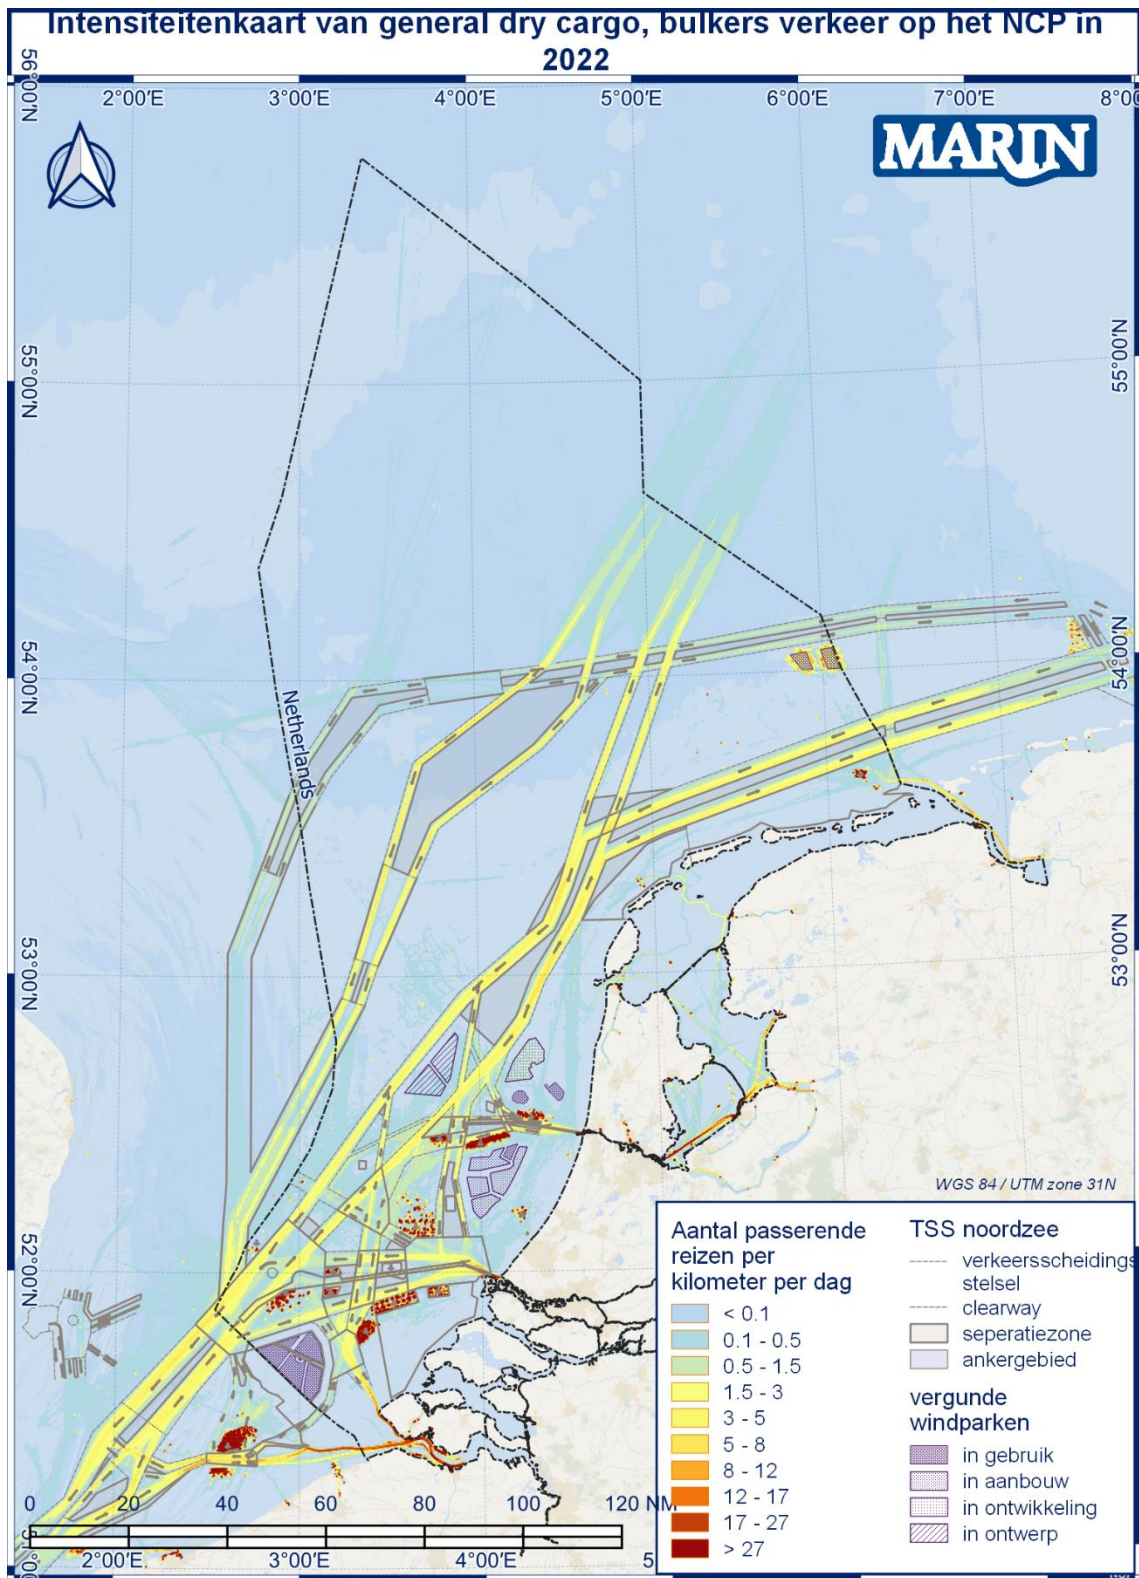 Intensiteitenkaart van general dry cargo, bulkers verkeer op het NCP in
2022
56°00'N
2°00'E
3°00'E
4°00'E
5°00'E
6°00'E
7°00'E
8°0
MARIN
55°00'N
55°00'N
54°00'N
54°00'N
Netherlands
53°00'N
53°00'N
52°00'N
WGS 84 / UTM zone 31N
Aantal passerende
reizen per
kilometer per dag
< 0.1
0.1 - 0.5
0.5 - 1.5
1.5 - 3
3 - 5
5 - 8
8 - 12
12 - 17
17 - 27
> 27
TSS noordzee
verkeersscheidings
stelsel
clearway
seperatiezone
ankergebied
vergunde
windparken
in gebruik
in aanbouw
in ontwikkeling
in ontwerp
0
20
40
60
80
100
120 NM
2°00'E
3°00'E
4°00'E
5